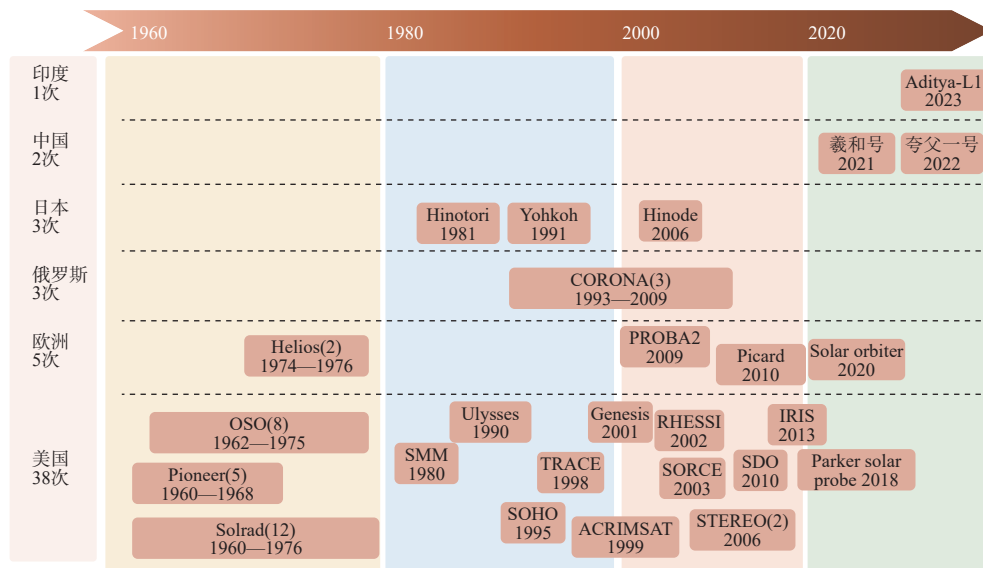 1960 1980 2000 2020
印度
1次
Aditya-L1
2023
中国
2次
羲和号
2021
夸父一号
2022
日本
3次
Hinotori
1981
Yohkoh
1991
Hinode
2006
俄罗斯
3次
CORONA(3)
1993—2009
欧洲
5次
Helios(2)
1974—1976
PROBA2
2009
Picard
2010
Solar orbiter
2020
美国
38次
OSO(8)
1962—1975
Pioneer(5)
1960—1968
Solrad(12)
1960—1976
Ulysses
1990
SMM
1980
TRACE
1998
SOHO
1995
ACRIMSAT
1999
Genesis
2001
RHESSI
2002
SORCE
2003
SDO
2010
STEREO(2)
2006
IRIS
2013
Parker solar
probe 2018